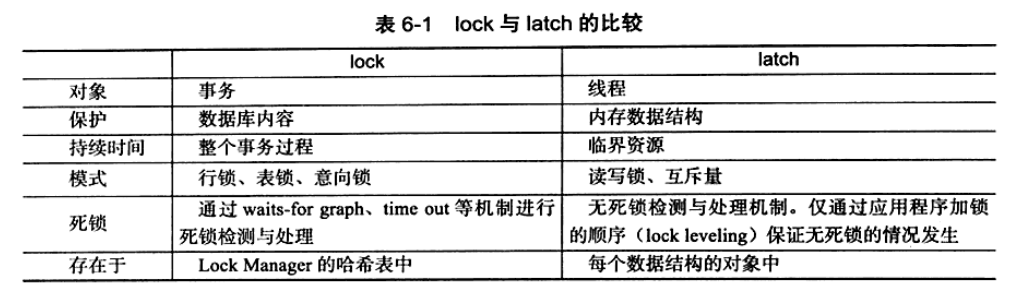 表 6-1 lock 与 latch 的比较
lock latch
对象 事务 线程
保护 数据库内容 内存数据结构
持续时间 整个事务过程 临界资源
模式 行锁、表锁、意向锁 读写锁、互斥量
死锁 通过 waits-for graph、time out 等机制进行死锁检测与处理 无死锁检测与处理机制。仅通过应用程序加锁的顺序（lock leveling）保证无死锁的情况发生
存在于 Lock Manager 的哈希表中 每个数据结构的对象中